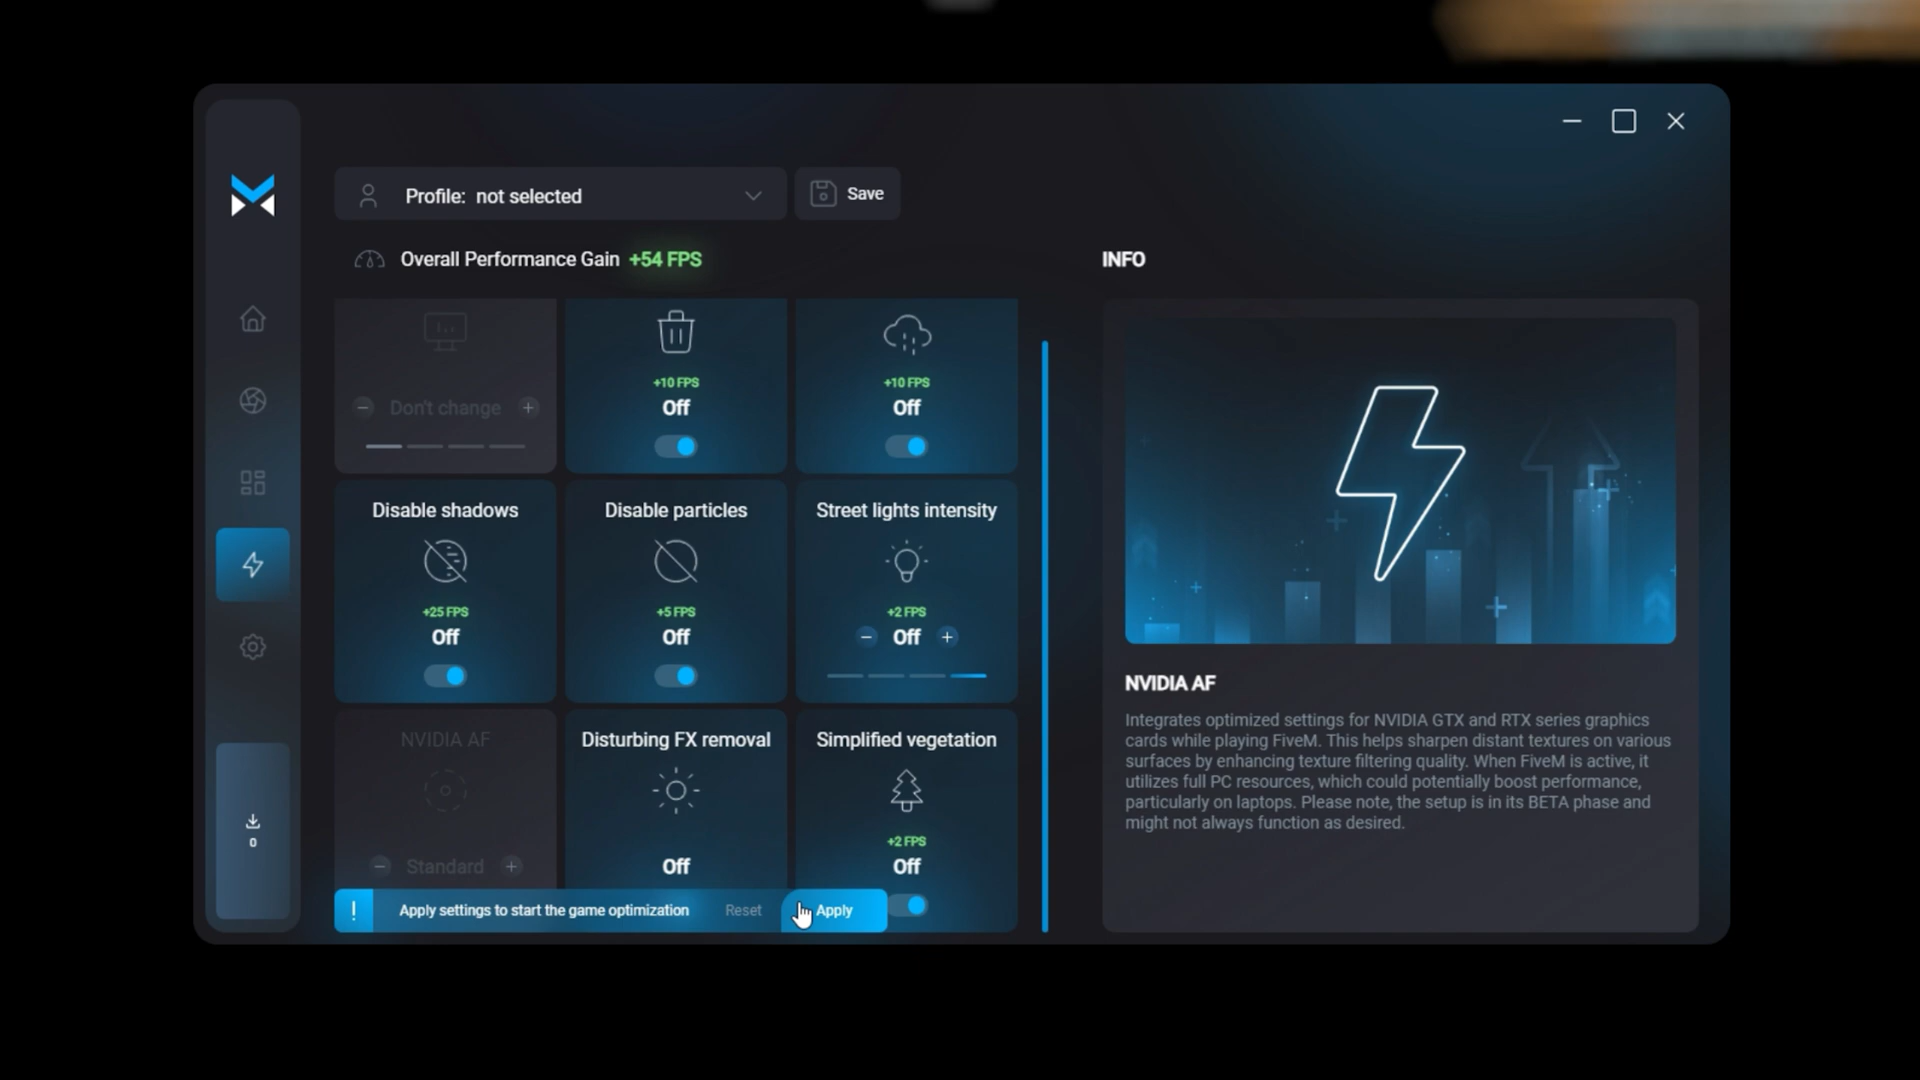 Profile: not selected
Save
Overall Performance Gain +54 FPS
INFO
Don't change
+10 FPS
Off
+10 FPS
Off
Disable shadows
+25 FPS
Off
Disable particles
+5 FPS
Off
Street lights intensity
+2 FPS
Off
NVIDIA AF
Standard
Disturbing FX removal
Off
Simplified vegetation
+2 FPS
Off
0
! Apply settings to start the game optimization Reset Apply
NVIDIA AF
Integrates optimized settings for NVIDIA GTX and RTX series graphics
cards while playing FiveM. This helps sharpen distant textures on various
surfaces by enhancing texture filtering quality. When FiveM is active, it
utilizes full PC resources, which could potentially boost performance,
particularly on laptops. Please note, the setup is in its BETA phase and
might not always function as desired.